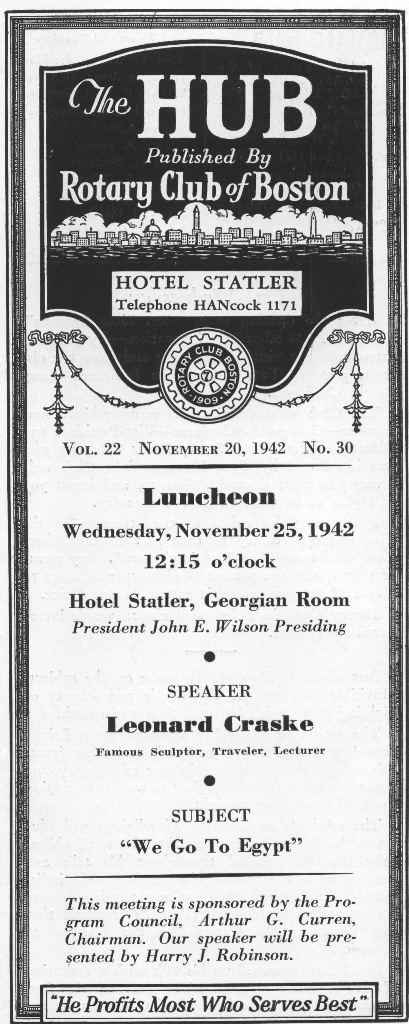 The HUB
Published By
Rotary Club of Boston
HOTEL STATLER
Telephone HANcock 1171
ROTARY CLUB BOSTON
7
1909
VOL. 22 NOVEMBER 20, 1942 No. 30
Luncheon
Wednesday, November 25, 1942
12:15 o'clock
Hotel Statler, Georgian Room
President John E. Wilson Presiding
SPEAKER
Leonard Craske
Famous Sculptor, Traveler, Lecturer
SUBJECT
“We Go To Egypt”
This meeting is sponsored by the Pro-
gram Council, Arthur G. Curren,
Chairman. Our speaker will be pre-
sented by Harry J. Robinson.
“He Profits Most Who Serves Best”